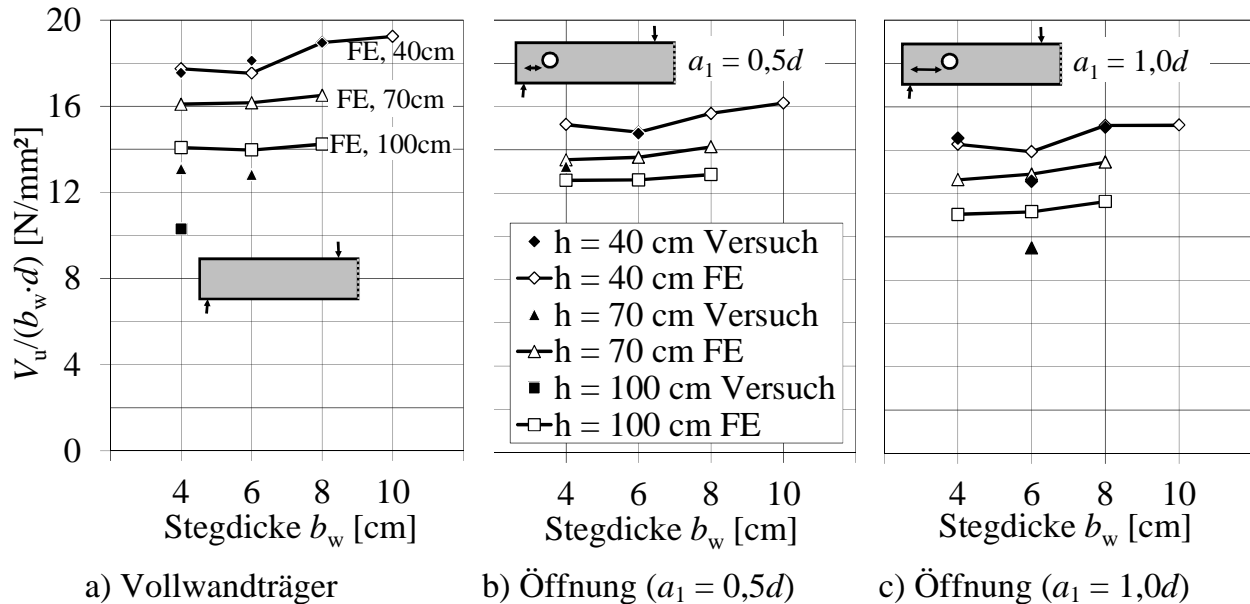 V_u/(b_w·d) [N/mm²]
20
16
12
8
4
0
FE, 40cm
FE, 70cm
FE, 100cm
4 6 8 10
Stegdicke b_w [cm]
a) Vollwandträger
a_1 = 0,5d
h = 40 cm Versuch
h = 40 cm FE
h = 70 cm Versuch
h = 70 cm FE
h = 100 cm Versuch
h = 100 cm FE
4 6 8 10
Stegdicke b_w [cm]
b) Öffnung (a_1 = 0,5d)
a_1 = 1,0d
4 6 8 10
Stegdicke b_w [cm]
c) Öffnung (a_1 = 1,0d)